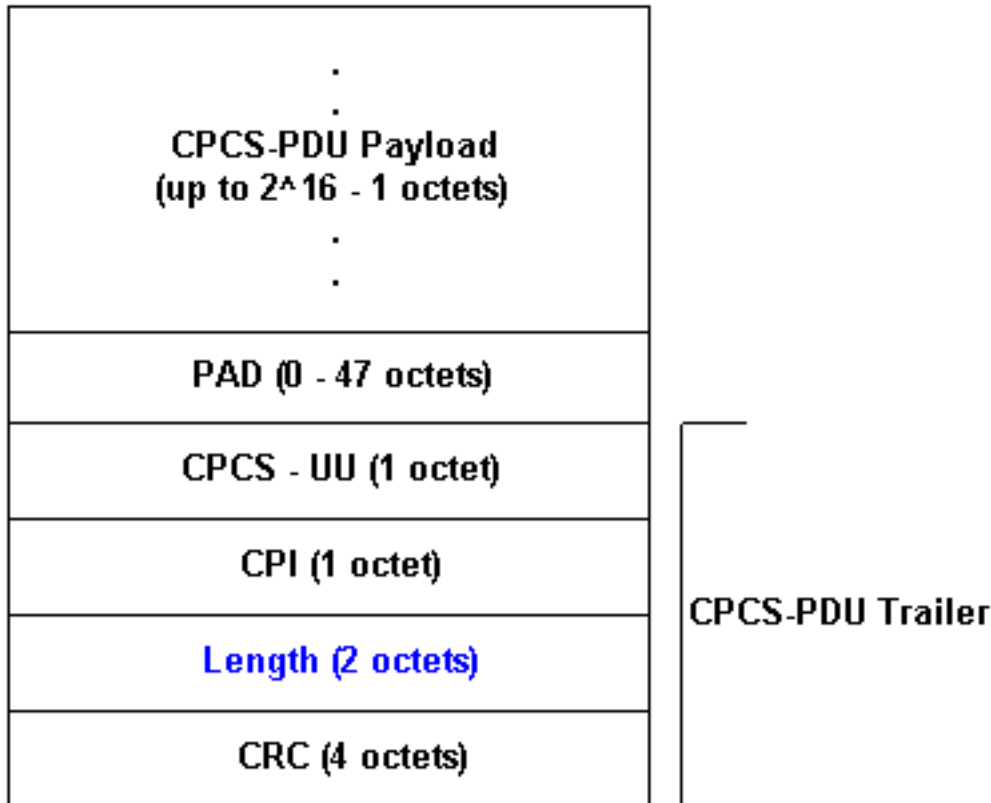 .
.
CPCS-PDU Payload
(up to 2^16 - 1 octets)
.
.
PAD (0 - 47 octets)
CPCS - UU (1 octet)
CPI (1 octet)
CPCS-PDU Trailer
Length (2 octets)
CRC (4 octets)